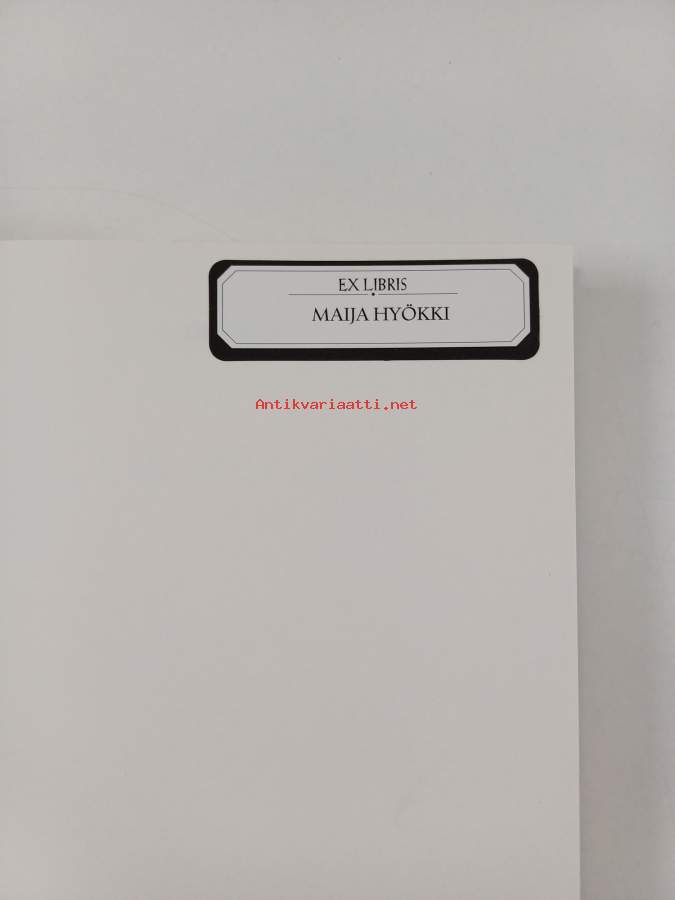 EX LIBRIS
MAIJA HYÖKKI
Antikvariaatti.net